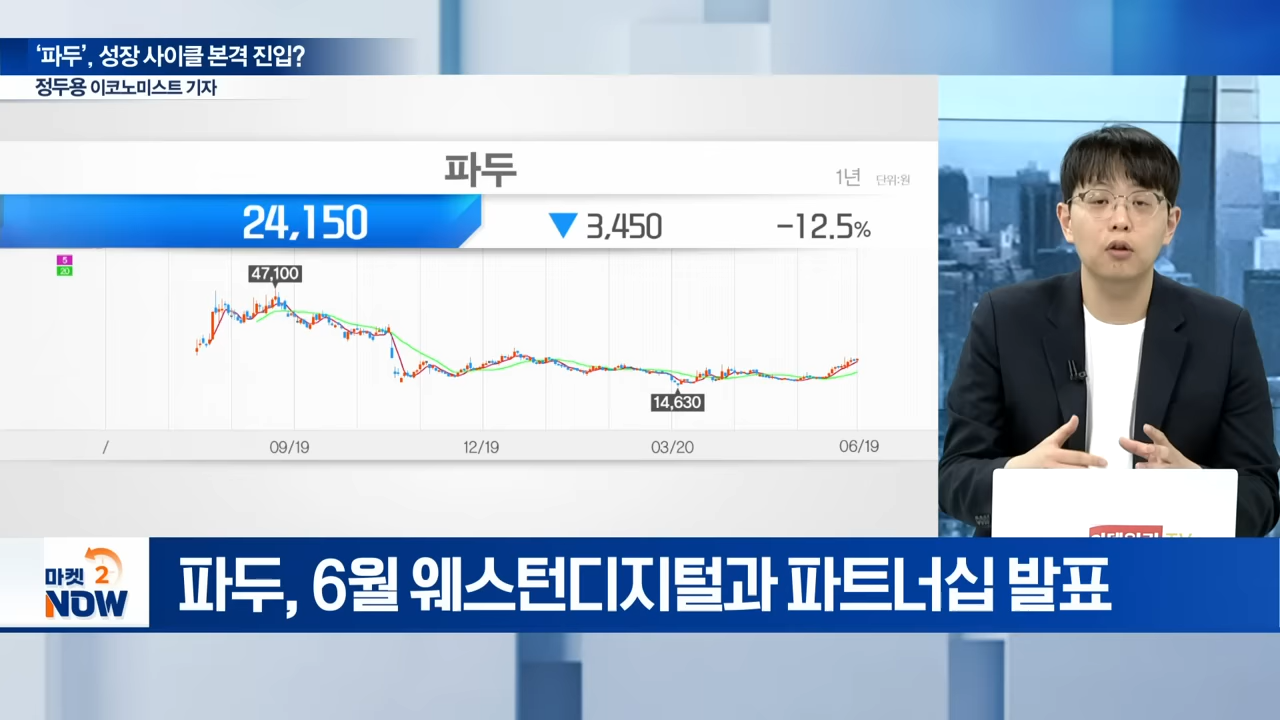 ‘파두’, 성장 사이클 본격 진입?
정두용 이코노미스트 기자
파두
1년 단위:원
24,150 ▼ 3,450 -12.5%
5
20
47,100
14,630
/ 09/19 12/19 03/20 06/19
마켓 2
NOW
파두, 6월 웨스턴디지털과 파트너십 발표